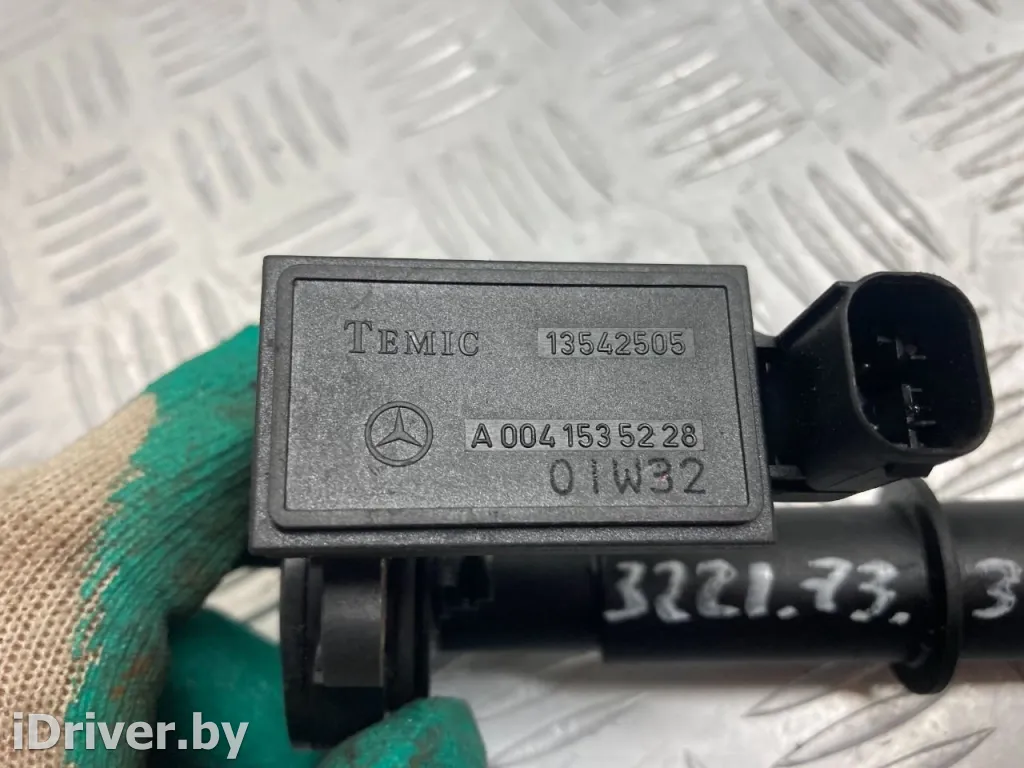 TEMIC 13542505
A 004 153 52 28
01W32
3221.73. 3
iDriver.by